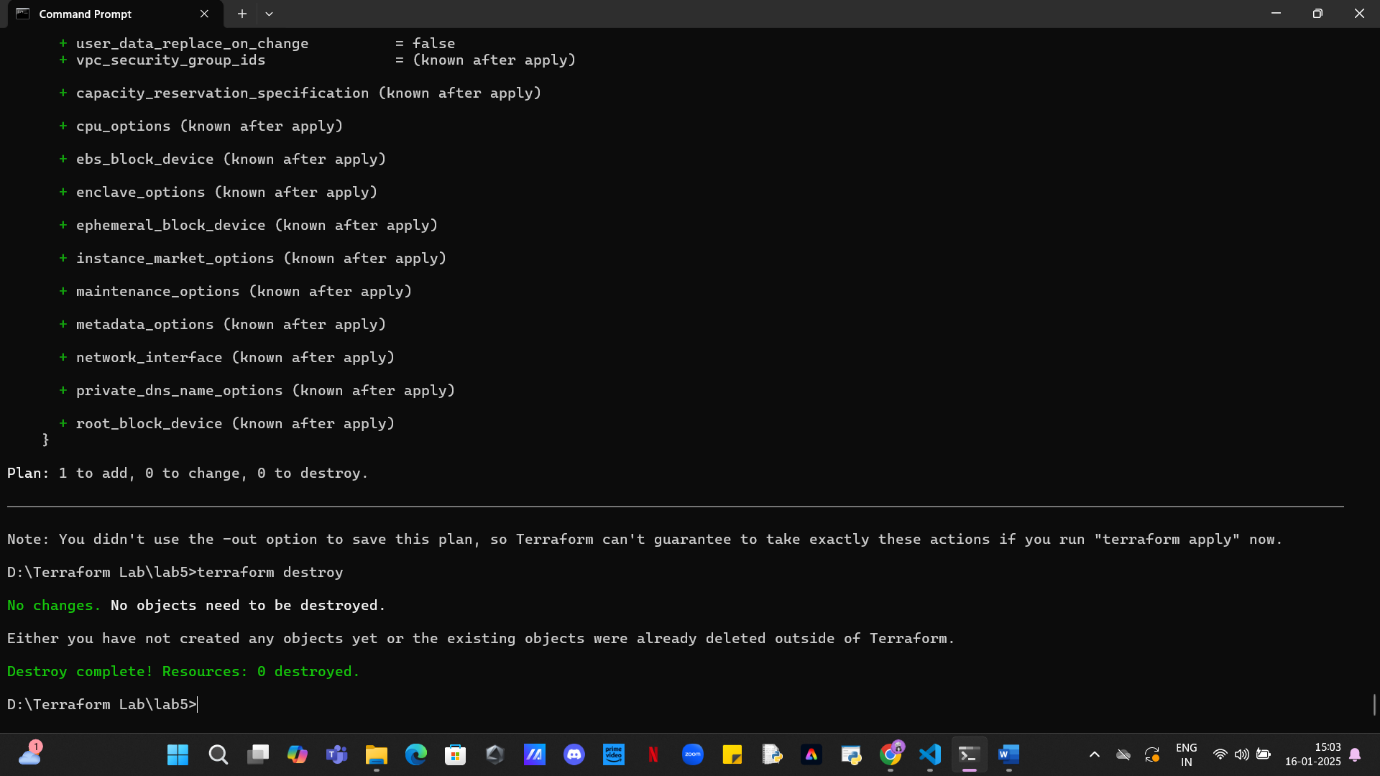 Command Prompt
+ user_data_replace_on_change = false
+ vpc_security_group_ids = (known after apply)
+ capacity_reservation_specification (known after apply)
+ cpu_options (known after apply)
+ ebs_block_device (known after apply)
+ enclave_options (known after apply)
+ ephemeral_block_device (known after apply)
+ instance_market_options (known after apply)
+ maintenance_options (known after apply)
+ metadata_options (known after apply)
+ network_interface (known after apply)
+ private_dns_name_options (known after apply)
+ root_block_device (known after apply)
}
Plan: 1 to add, 0 to change, 0 to destroy.
Note: You didn't use the -out option to save this plan, so Terraform can't guarantee to take exactly these actions if you run "terraform apply" now.
D:\Terraform Lab\lab5>terraform destroy
No changes. No objects need to be destroyed.
Either you have not created any objects yet or the existing objects were already deleted outside of Terraform.
Destroy complete! Resources: 0 destroyed.
D:\Terraform Lab\lab5>
1
zoom
prime video
N
W
ENG
IN
15:03
16-01-2025